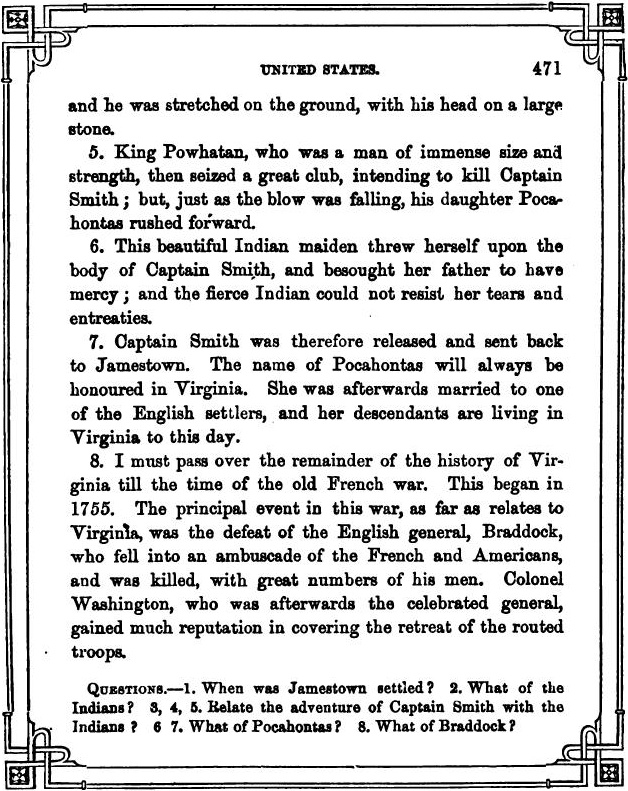 UNITED STATES. 471
and he was stretched on the ground, with his head on a large
stone.
5. King Powhatan, who was a man of immense size and
strength, then seized a great club, intending to kill Captain
Smith; but, just as the blow was falling, his daughter Poca-
hontas rushed forward.
6. This beautiful Indian maiden threw herself upon the
body of Captain Smith, and besought her father to have
mercy; and the fierce Indian could not resist her tears and
entreaties.
7. Captain Smith was therefore released and sent back
to Jamestown. The name of Pocahontas will always be
honoured in Virginia. She was afterwards married to one
of the English settlers, and her descendants are living in
Virginia to this day.
8. I must pass over the remainder of the history of Vir-
ginia till the time of the old French war. This began in
1755. The principal event in this war, as far as relates to
Virginia, was the defeat of the English general, Braddock,
who fell into an ambuscade of the French and Americans,
and was killed, with great numbers of his men. Colonel
Washington, who was afterwards the celebrated general,
gained much reputation in covering the retreat of the routed
troops.
QUESTIONS.—1. When was Jamestown settled? 2. What of the
Indians? 3, 4, 5. Relate the adventure of Captain Smith with the
Indians? 6 7. What of Pocahontas? 8. What of Braddock?